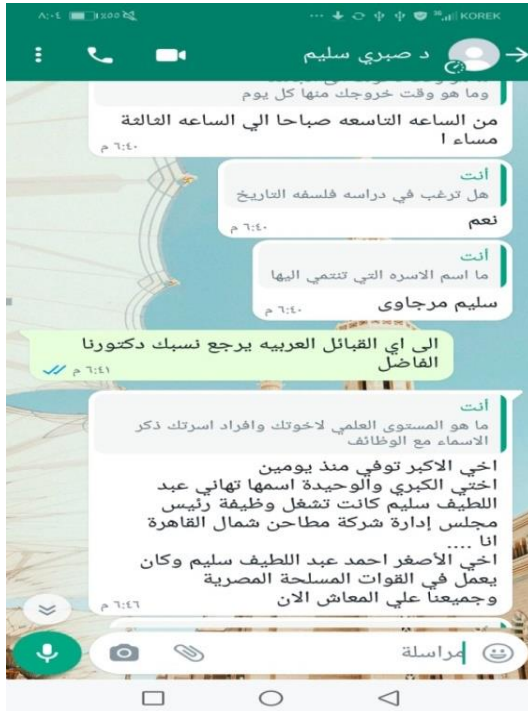 ٨:٠٤
KOREK
د صبري سليم
وما هو وقت خروجك منها كل يوم
من الساعه التاسعه صباحا الي الساعه الثالثة
مساء ا
٦:٤٠ م
أنت
هل ترغب في دراسه فلسفه التاريخ
نعم
٦:٤٠ م
أنت
ما اسم الاسره التي تنتمي اليها
سليم مرجاوى
٦:٤٠ م
الى اي القبائل العربيه يرجع نسبك دكتورنا
الفاضل
٦:٤١ م
أنت
ما هو المستوى العلمي لاخوتك وافراد اسرتك ذكر
الاسماء مع الوظائف
اخي الاكبر توفي منذ يومين
اختي الكبري والوحيدة اسمها تهاني عبد
اللطيف سليم كانت تشغل وظيفة رئيس
مجلس إدارة شركة مطاحن شمال القاهرة
انا ....
اخي الأصغر احمد عبد اللطيف سليم وكان
يعمل في القوات المسلحة المصرية
وجميعنا علي المعاش الان
٦:٤٦ م
مراسلة